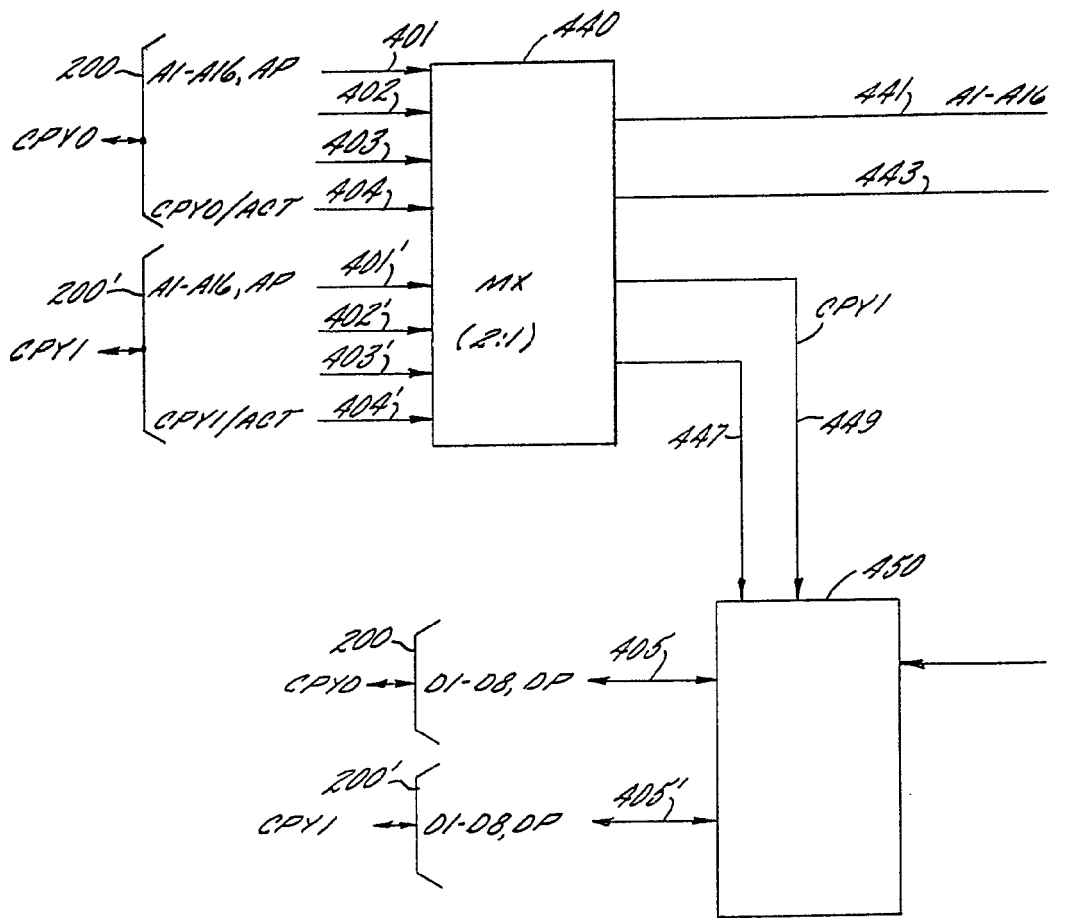 401
440
200 A1-A16, AP
402
441 A1-A16
CPY0
403
443
CPY0/ACT 404
200' A1-A16, AP 401'
MX
402'
(2:1)
CPY1
CPY1
403'
CPY1/ACT 404'
447
449
450
200
405
CPY0 D1-D8, DP
200'
405'
CPY1 D1-D8, DP